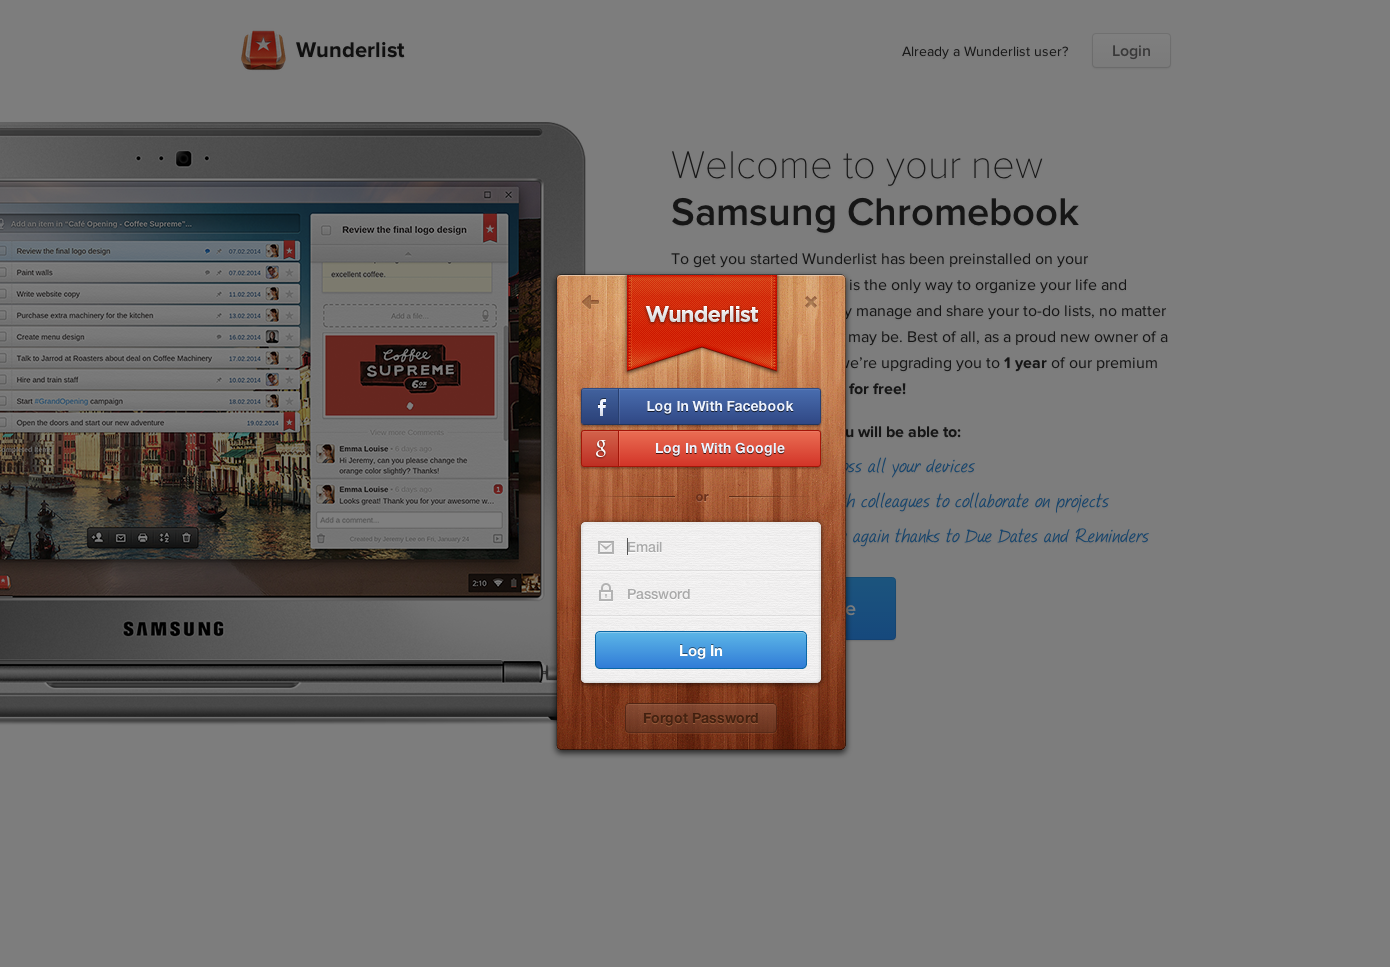 Wunderlist
Already a Wunderlist user?
Login
Welcome to your new
Samsung Chromebook
To get you started Wunderlist has been preinstalled on your
is the only way to organize your life and
y manage and share your to-do lists, no matter
may be. Best of all, as a proud new owner of a
we're upgrading you to 1 year of our premium
for free!
u will be able to:
oss all your devices
h colleagues to collaborate on projects
again thanks to Due Dates and Reminders
e
Add an item in "Café Opening - Coffee Supreme"...
Review the final logo design 07.02.2014
Paint walls 07.02.2014
Write website copy 11.02.2014
Purchase extra machinery for the kitchen 13.02.2014
Create menu design 16.02.2014
Talk to Jarrod at Roasters about deal on Coffee Machinery 17.02.2014
Hire and train staff 10.02.2014
Start #GrandOpening campaign 18.02.2014
Open the doors and start our new adventure 19.02.2014
Review the final logo design
excellent coffee.
Add a file...
Coffee
SUPREME
6oz
View more Comments
Emma Louise • 6 days ago
Hi Jeremy, can you please change the
orange color slightly? Thanks!
Emma Louise • 6 days ago 1
Looks great! Thank you for your awesome w...
Add a comment...
Created by Jeremy Lee on Fri, January 24
2:10
SAMSUNG
Wunderlist
f Log In With Facebook
g Log In With Google
or
Email
Password
Log In
Forgot Password